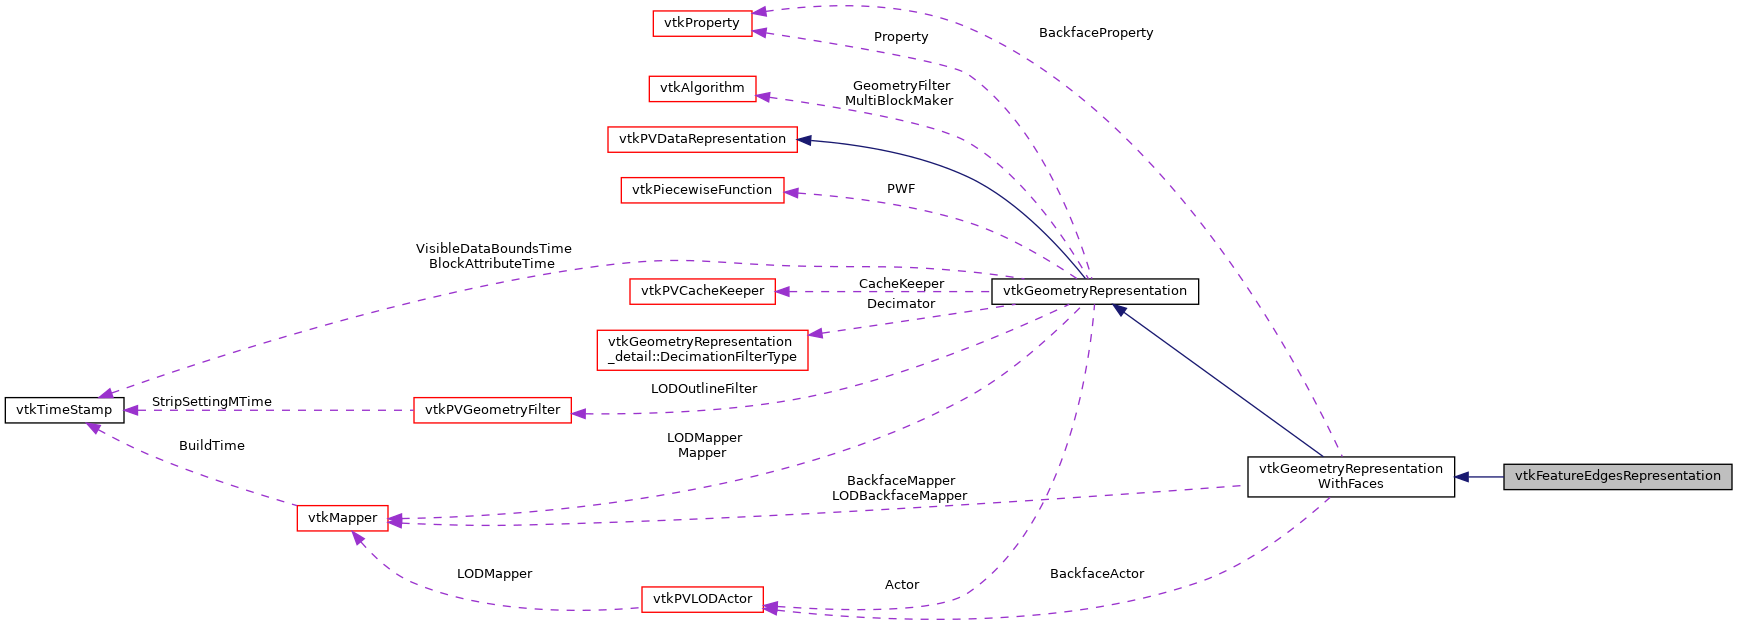 vtkProperty
BackfaceProperty
Property
vtkAlgorithm
GeometryFilter
MultiBlockMaker
vtkPVDataRepresentation
vtkPiecewiseFunction
PWF
VisibleDataBoundsTime
BlockAttributeTime
vtkPVCacheKeeper
CacheKeeper
vtkGeometryRepresentation
Decimator
vtkGeometryRepresentation
_detail::DecimationFilterType
LODOutlineFilter
vtkTimeStamp
StripSettingMTime
vtkPVGeometryFilter
BuildTime
LODMapper
Mapper
vtkGeometryRepresentation
WithFaces
vtkFeatureEdgesRepresentation
BackfaceMapper
LODBackfaceMapper
vtkMapper
LODMapper
vtkPVLODActor
Actor
BackfaceActor